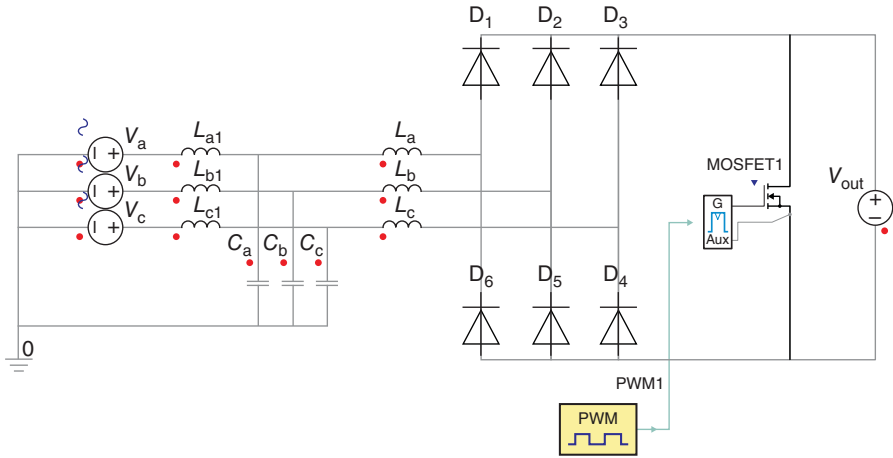 D1 D2 D3
Va La1 La
Vb Lb1 Lb
Vc Lc1 Lc
MOSFET1
Vout
G
Aux
Ca Cb Cc
D6 D5 D4
0
PWM1
PWM